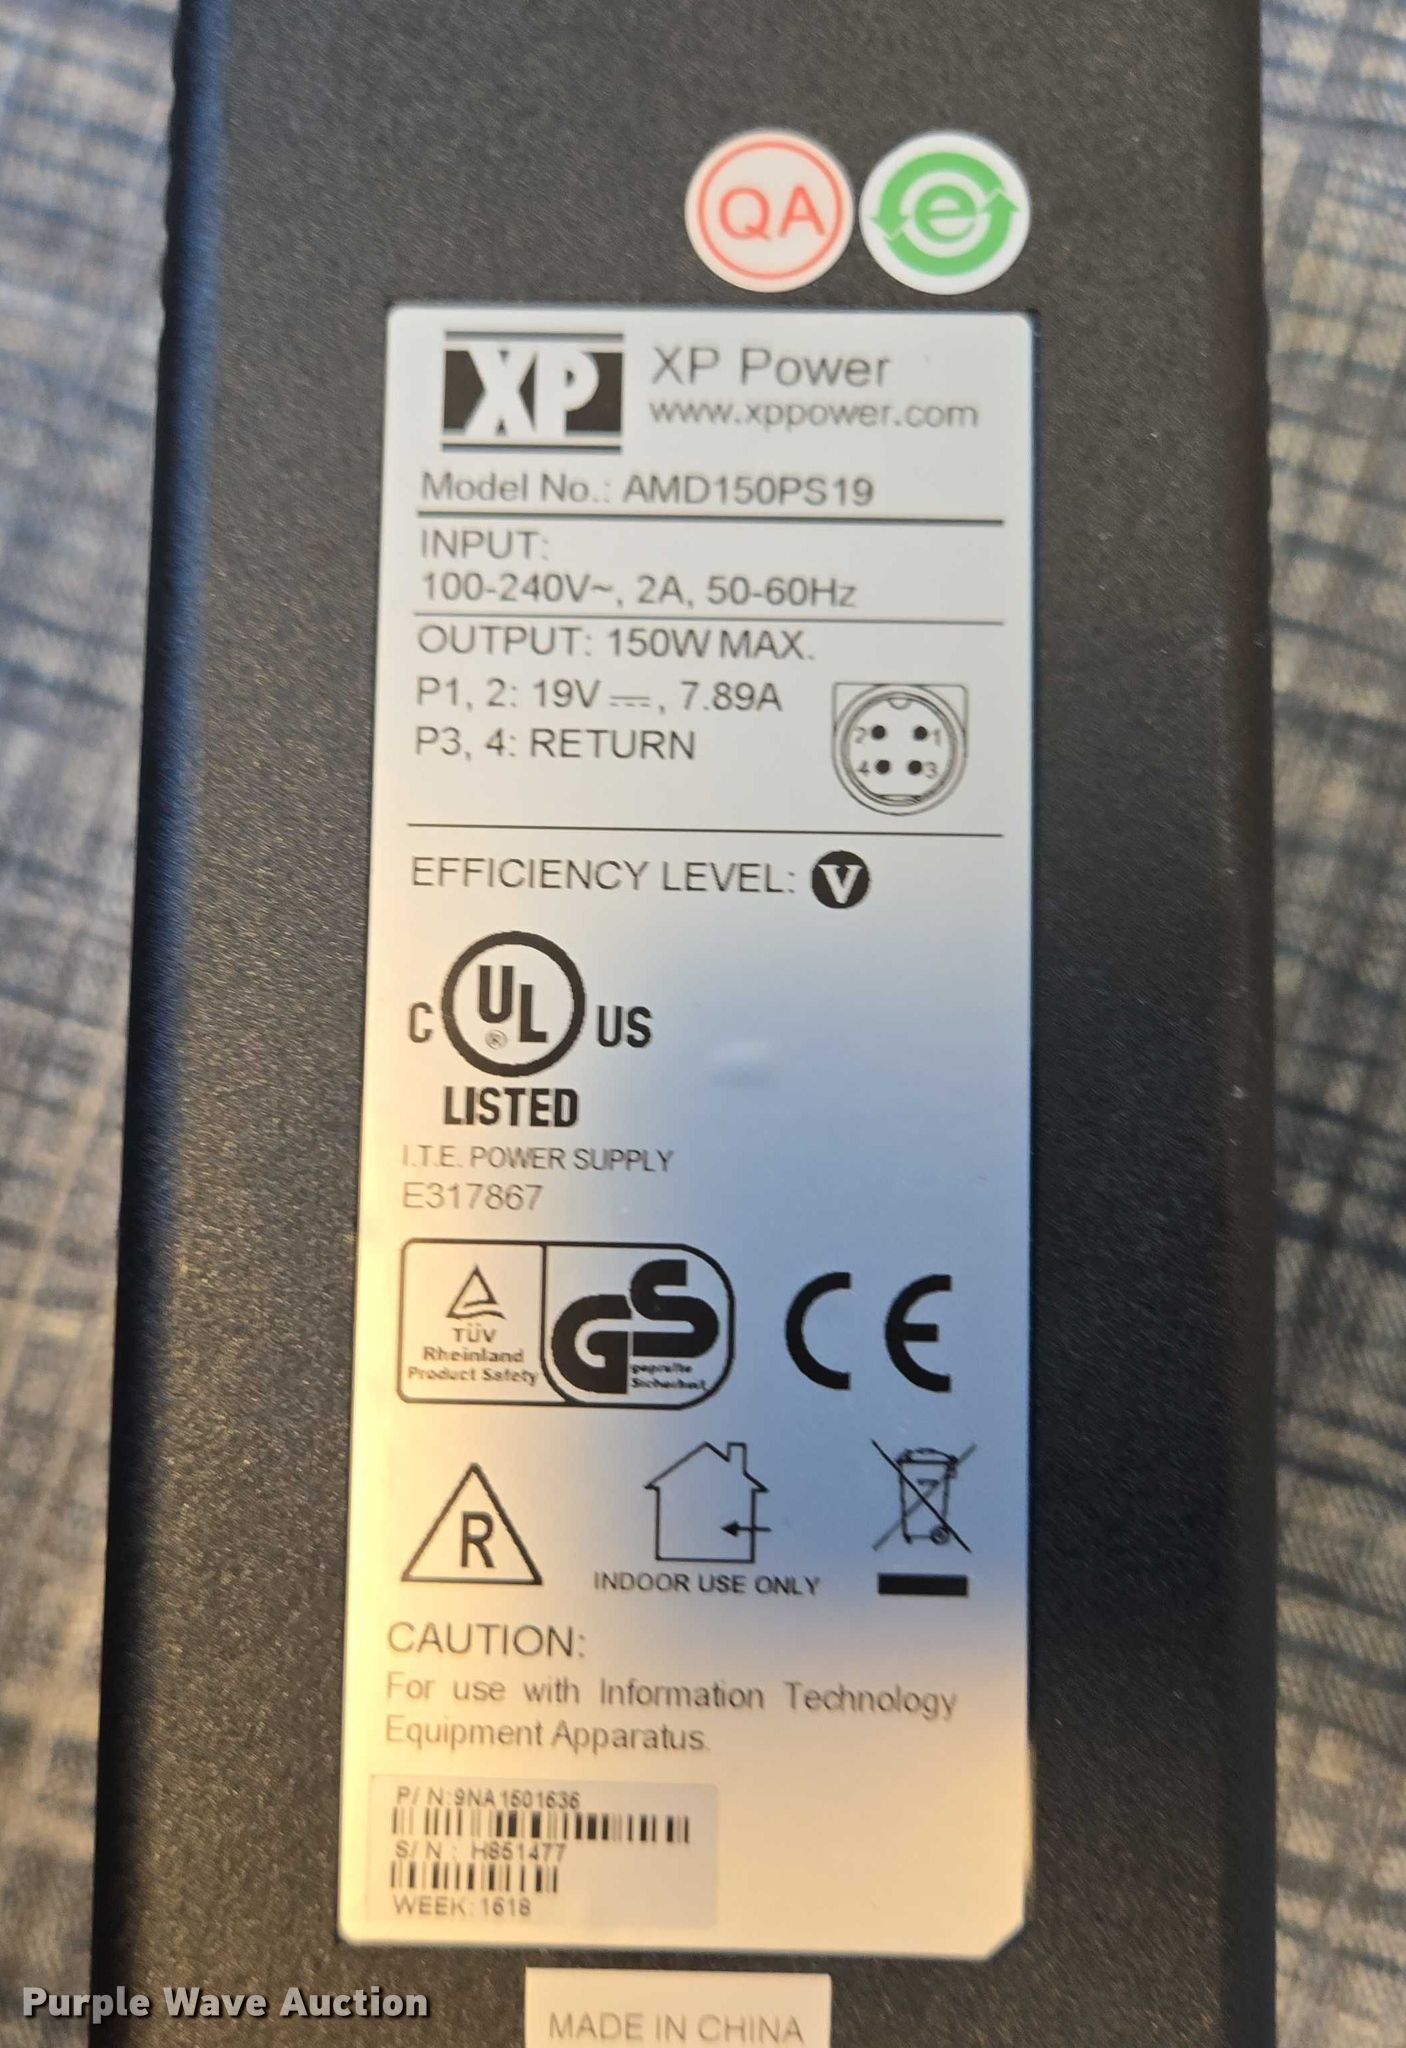 QA e
XP XP Power
www.xppower.com
Model No.: AMD150PS19
INPUT:
100-240V~, 2A, 50-60Hz
OUTPUT: 150W MAX.
P1, 2: 19V ⎓, 7.89A
P3, 4: RETURN
2 1
4 3
EFFICIENCY LEVEL: V
C UL ® US
LISTED
I.T.E. POWER SUPPLY
E317867
TÜV
Rheinland
Product Safety
GS
geprüfte
Sicherheit
CE
R
INDOOR USE ONLY
CAUTION:
For use with Information Technology
Equipment Apparatus.
P/N:9NA1501636
S/N: H851477
WEEK:1618
MADE IN CHINA
Purple Wave Auction